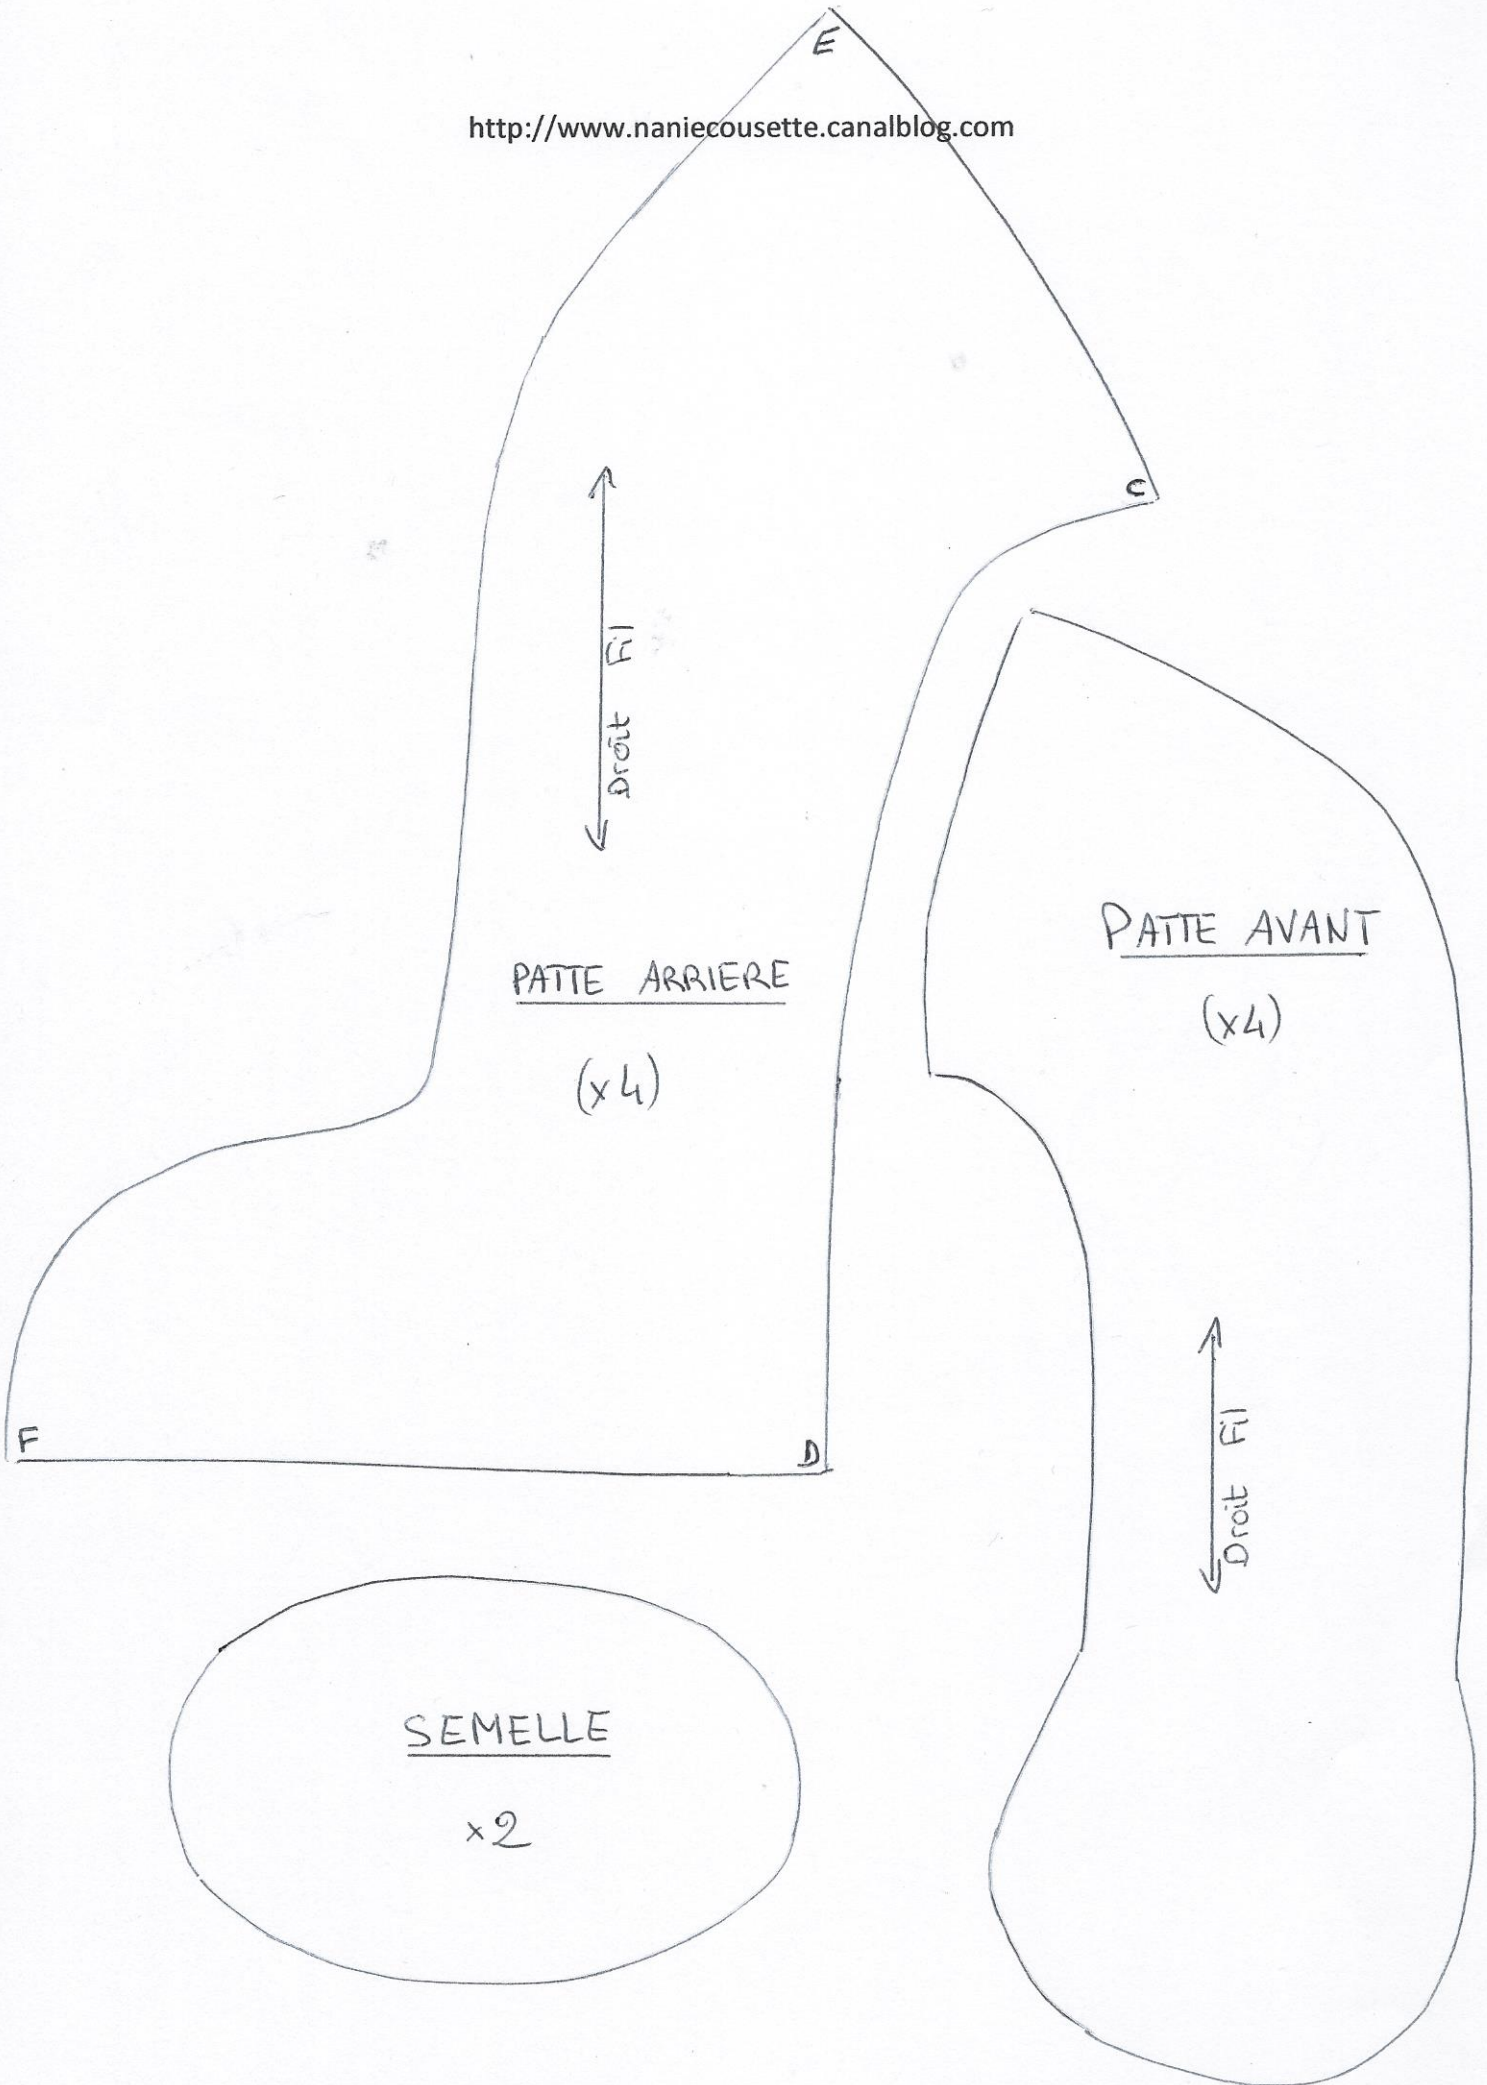 E
http://www.naniecousette.canalblog.com
C
Droit Fil
PATTE ARRIERE
(x4)
F
D
PATTE AVANT
(x4)
Droit Fil
SEMELLE
x2